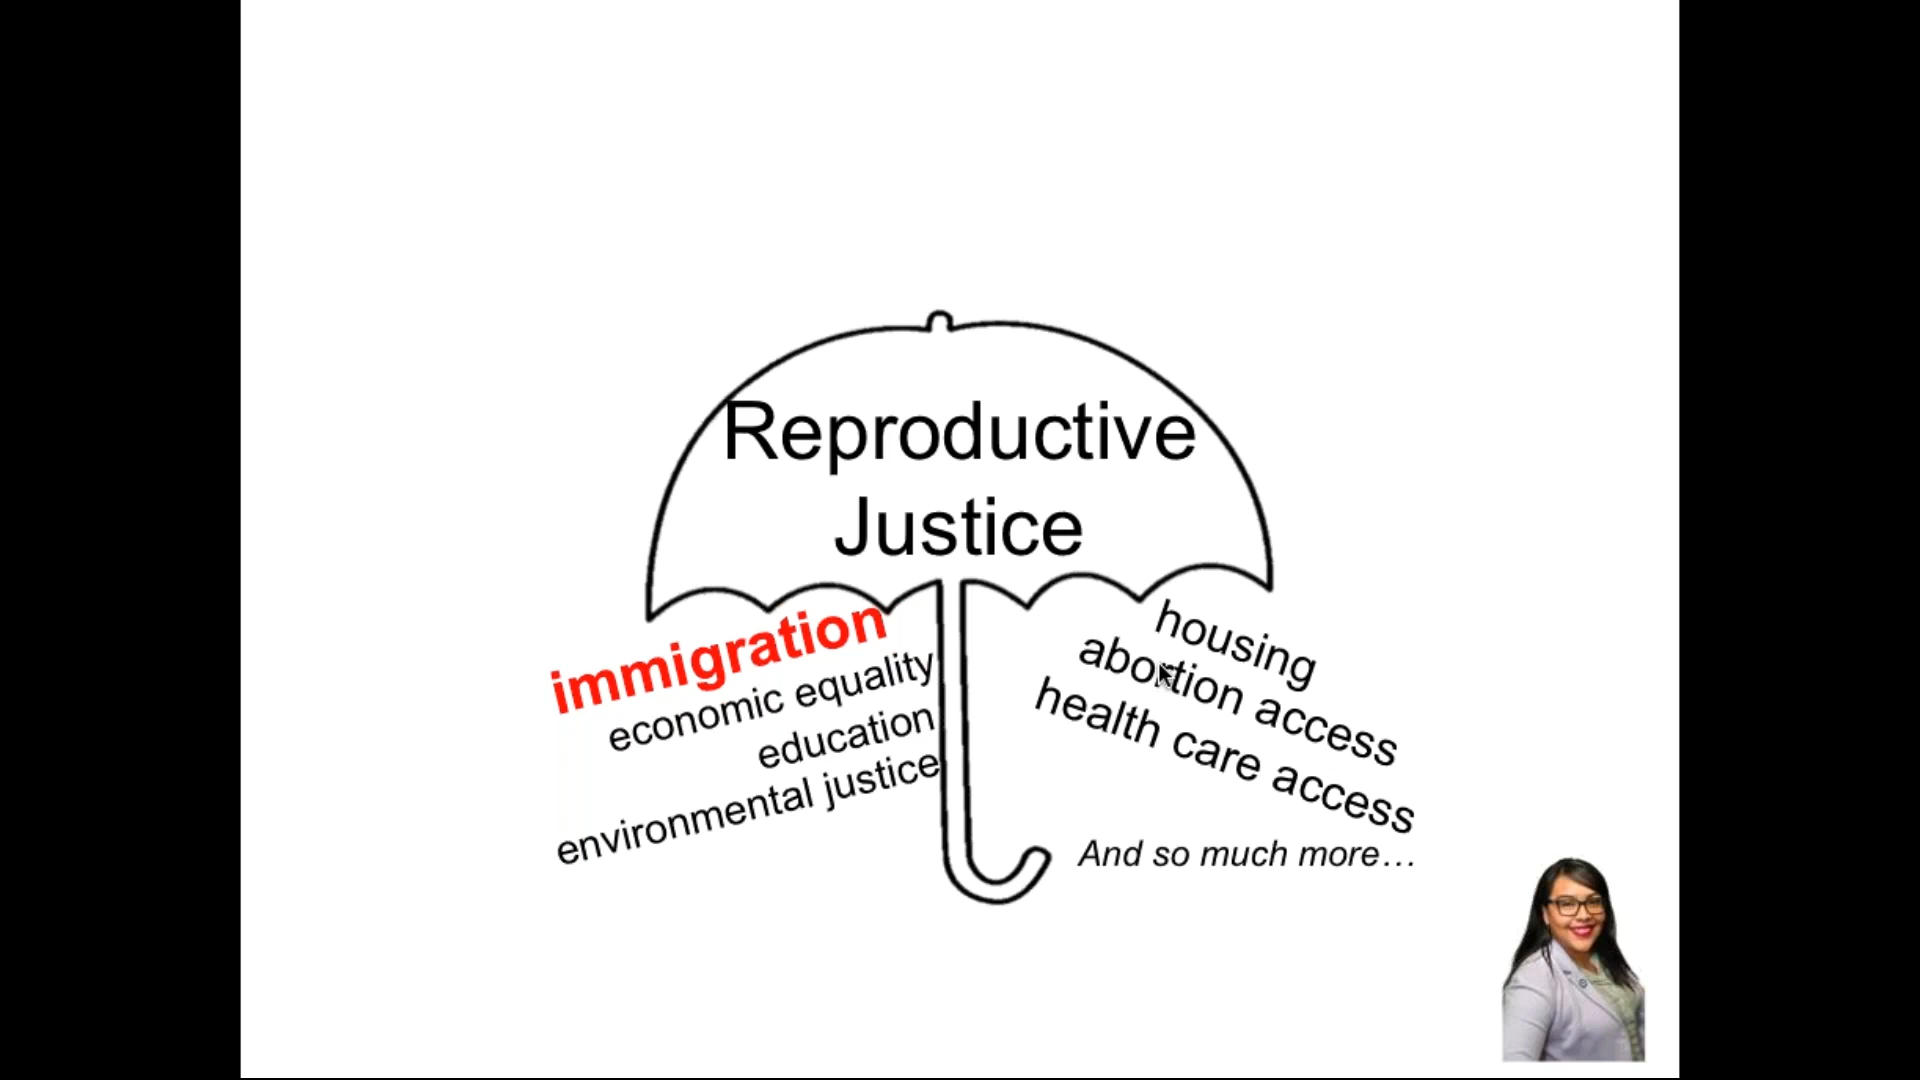 Reproductive
Justice
immigration
economic equality
education
environmental justice
housing
abortion access
health care access
And so much more…